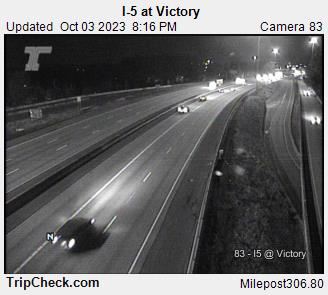 I-5 at Victory
Updated Oct 03 2023 8:16 PM Camera 83
T
N
83 - I5 @ Victory
TripCheck.com Milepost306.80